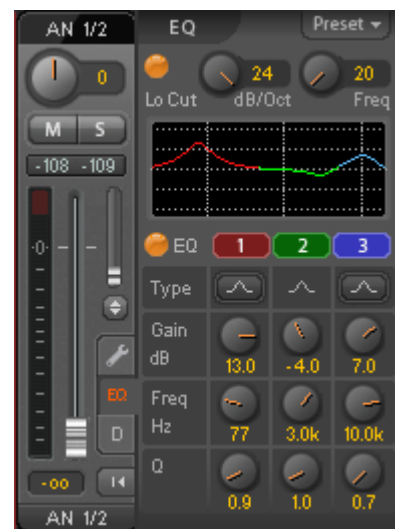 AN 1/2
EQ
Preset
0
24
20
Lo Cut
dB/Oct
Freq
M
S
-108 -109
-0-
EQ
1
2
3
Type
Gain
dB
13.0
-4.0
7.0
EQ
Freq
Hz
77
3.0k
10.0k
D
Q
0.9
1.0
0.7
-oo
AN 1/2